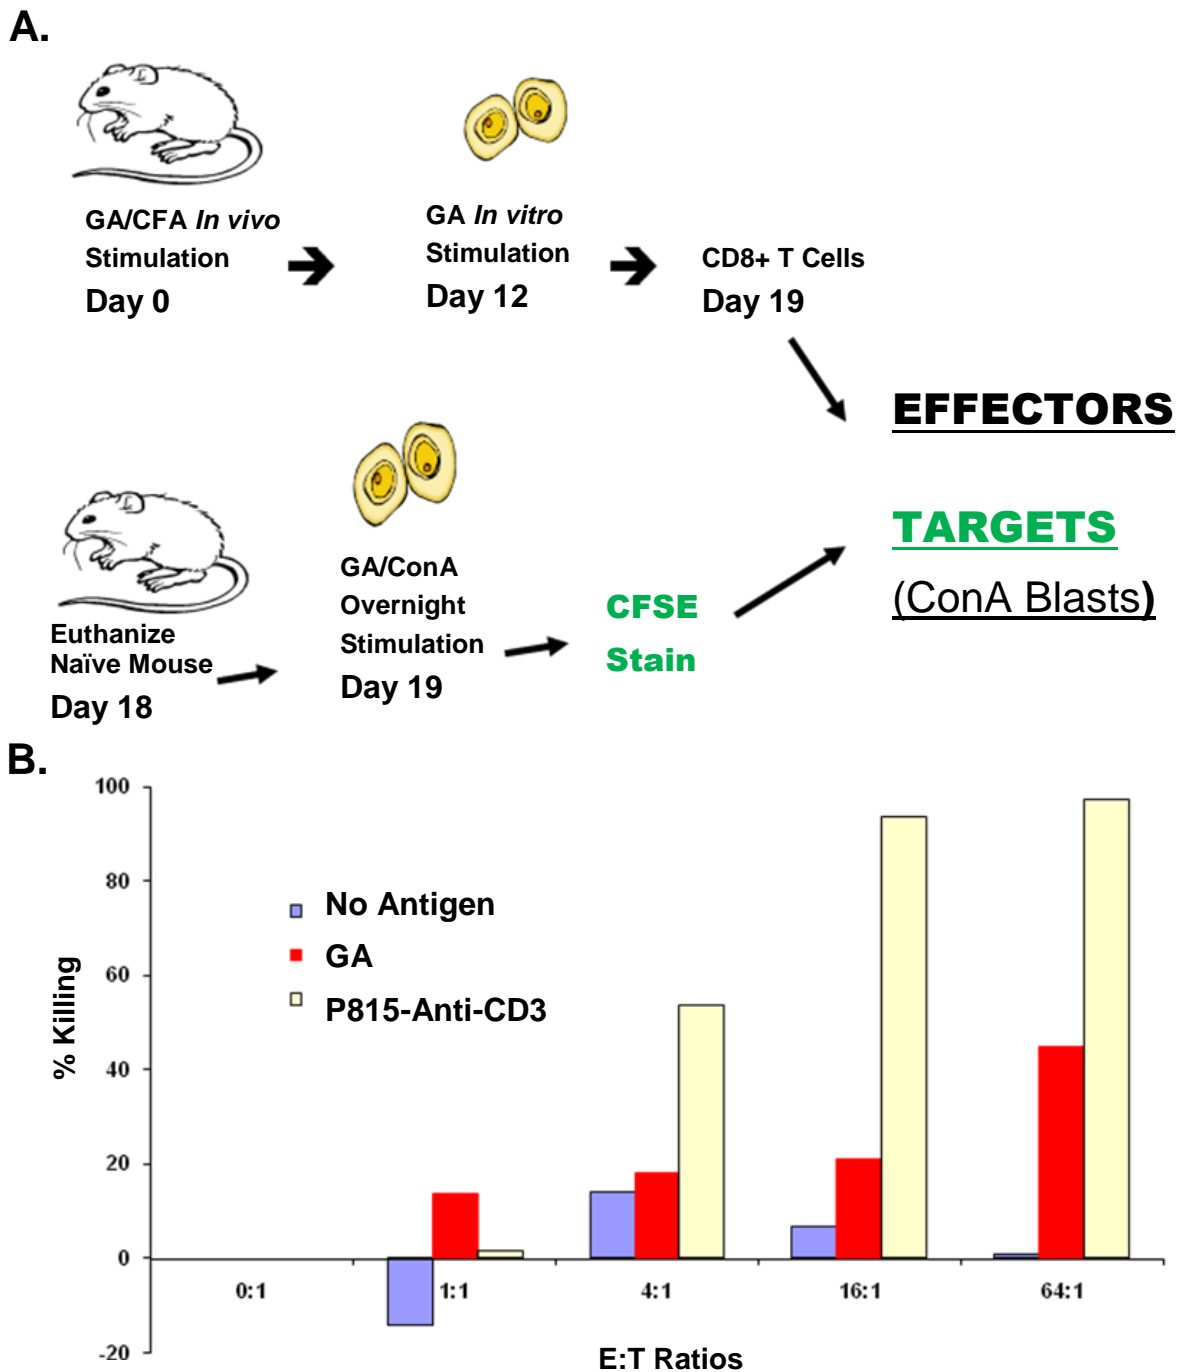 A.
GA/CFA In vivo
Stimulation
Day 0
GA In vitro
Stimulation
Day 12
CD8+ T Cells
Day 19
EFFECTORS
TARGETS
(ConA Blasts)
Euthanize
Naïve Mouse
Day 18
GA/ConA
Overnight
Stimulation
Day 19
CFSE
Stain
B.
% Killing
100
80
60
40
20
0
-20
No Antigen
GA
P815-Anti-CD3
0:1 1:1 4:1 16:1 64:1
E:T Ratios